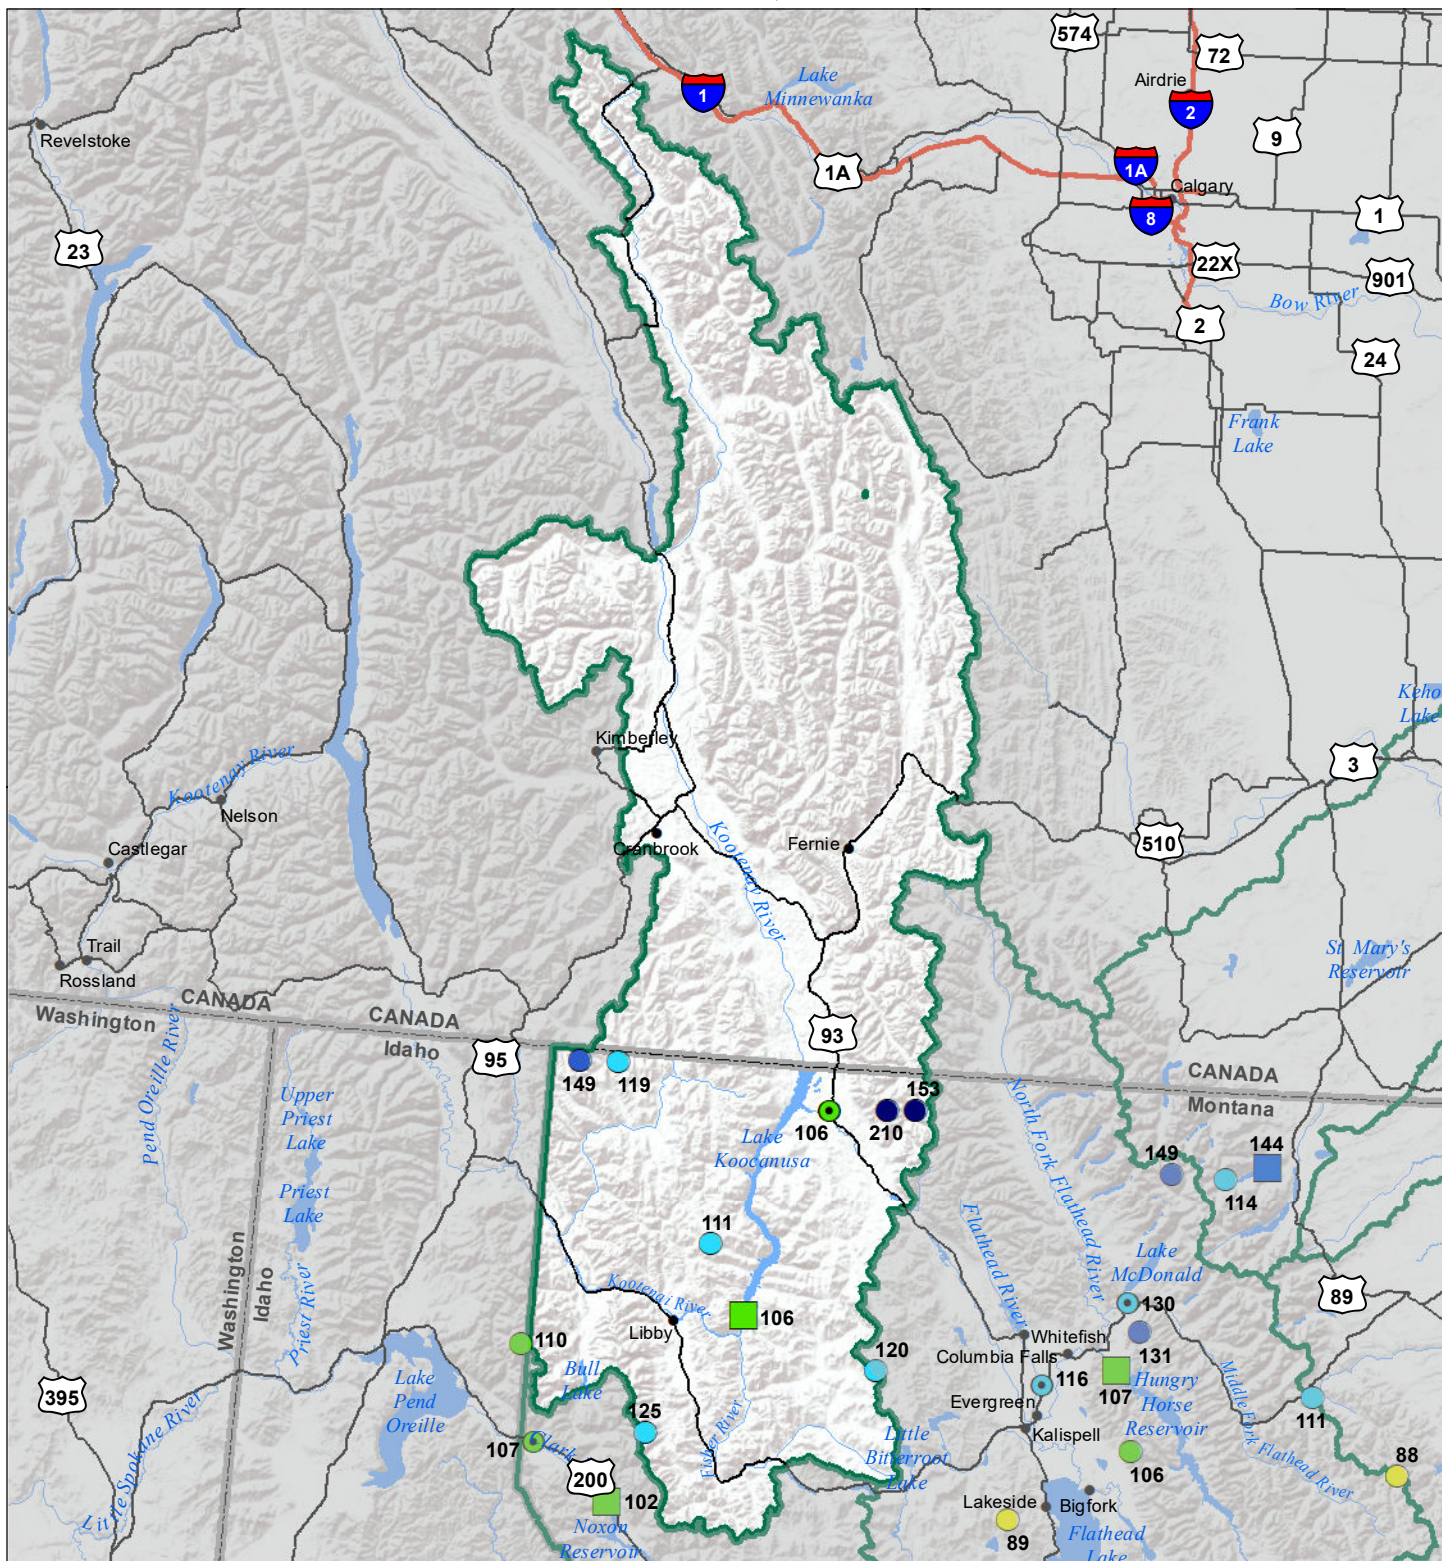 574
72
Airdrie
Lake
Minnewanka
1
2
9
Revelstoke
1A
1A
Calgary
8
1
23
22X
901
Bow River
2
24
Frank
Lake
Keho
Lake
Kimberley
3
Kootenay River
Nelson
Kootenay River
Cranbrook
Fernie
510
Castlegar
Trail
Rossland
St. Mary's
Reservoir
CANADA
Washington
CANADA
Idaho
95
93
CANADA
Montana
Pend Oreille River
149
119
153
106
210
Upper
Priest
Lake
Lake
Koocanusa
North Fork Flathead River
149
144
114
Priest
Lake
111
Flathead River
Lake
McDonald
Washington
Idaho
Priest River
Kootenai River
106
Libby
130
89
Whitefish
131
Columbia Falls
110
Bull
Lake
120
116
107
Hungry
Horse
Reservoir
Middle Fork Flathead River
111
395
Lake
Pend
Oreille
Evergreen
Kalispell
125
Fisher River
Little
Bitterroot
Lake
107
Clark
106
88
Little Spokane River
200
102
Noxon
Reservoir
Lakeside
Bigfork
89
Flathead
Lake